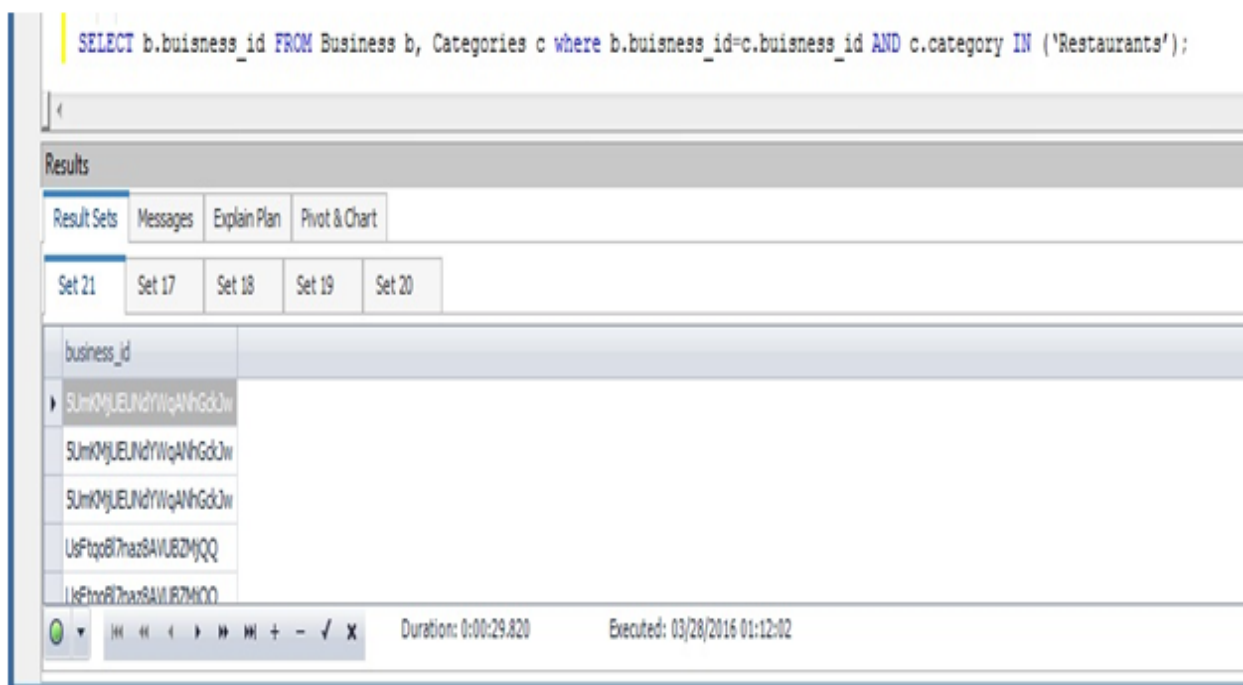 SELECT b.buisness_id FROM Business b, Categories c where b.buisness_id=c.buisness_id AND c.category IN (‘Restaurants’);
Results
Result Sets Messages Explain Plan Pivot & Chart
Set 21 Set 17 Set 18 Set 19 Set 20
business_id
5UmKMjUEUNdYWqANhGckJw
5UmKMjUEUNdYWqANhGckJw
5UmKMjUEUNdYWqANhGckJw
UsFtqoBl7naz8AVUBZMjQQ
UsFtqoBl7naz8AVUBZMjQQ
Duration: 0:00:29.820 Executed: 03/28/2016 01:12:02